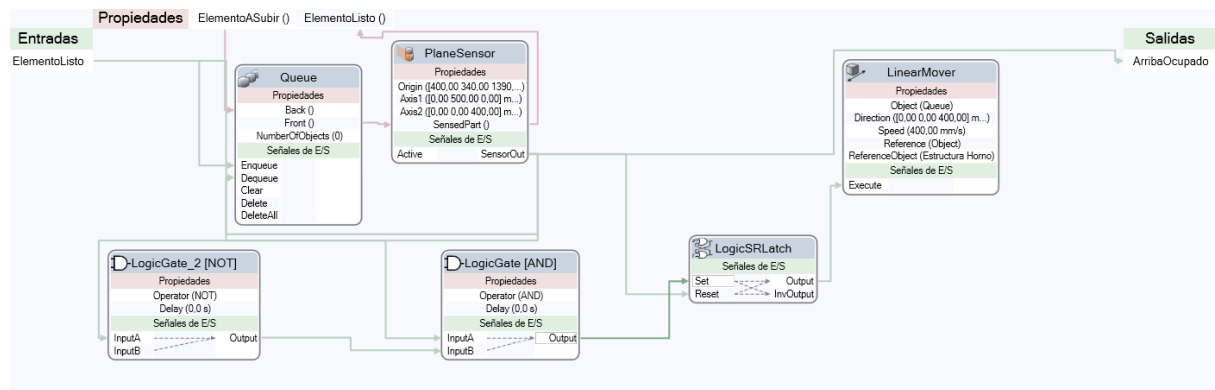 Propiedades ElementoASubir () ElementoListo ()
Entradas
ElementoListo
Salidas
ArribaOcupado
Queue
Propiedades
Back ()
Front ()
NumberOfObjects (0)
Señales de E/S
Enqueue
Dequeue
Clear
Delete
DeleteAll
PlaneSensor
Propiedades
Origin ([400,00 340,00 1390,...)
Axis1 ([0,00 500,00 0,00] m...)
Axis2 ([0,00 0,00 400,00] m...)
SensedPart ()
Señales de E/S
Active SensorOut
LinearMover
Propiedades
Object (Queue)
Direction ([0,00 0,00 400,00] m...)
Speed (400,00 mm/s)
Reference (Object)
ReferenceObject (Estructura Horno)
Señales de E/S
Execute
LogicGate_2 [NOT]
Propiedades
Operator (NOT)
Delay (0,0 s)
Señales de E/S
InputA Output
InputB
LogicGate [AND]
Propiedades
Operator (AND)
Delay (0,0 s)
Señales de E/S
InputA Output
InputB
LogicSRLatch
Señales de E/S
Set Output
Reset InvOutput